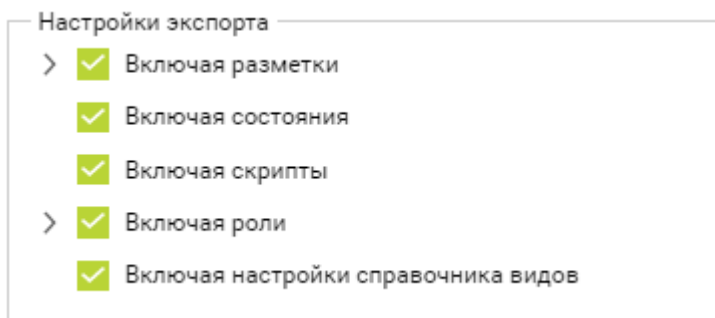 Настройки экспорта
Включая разметки
Включая состояния
Включая скрипты
Включая роли
Включая настройки справочника видов